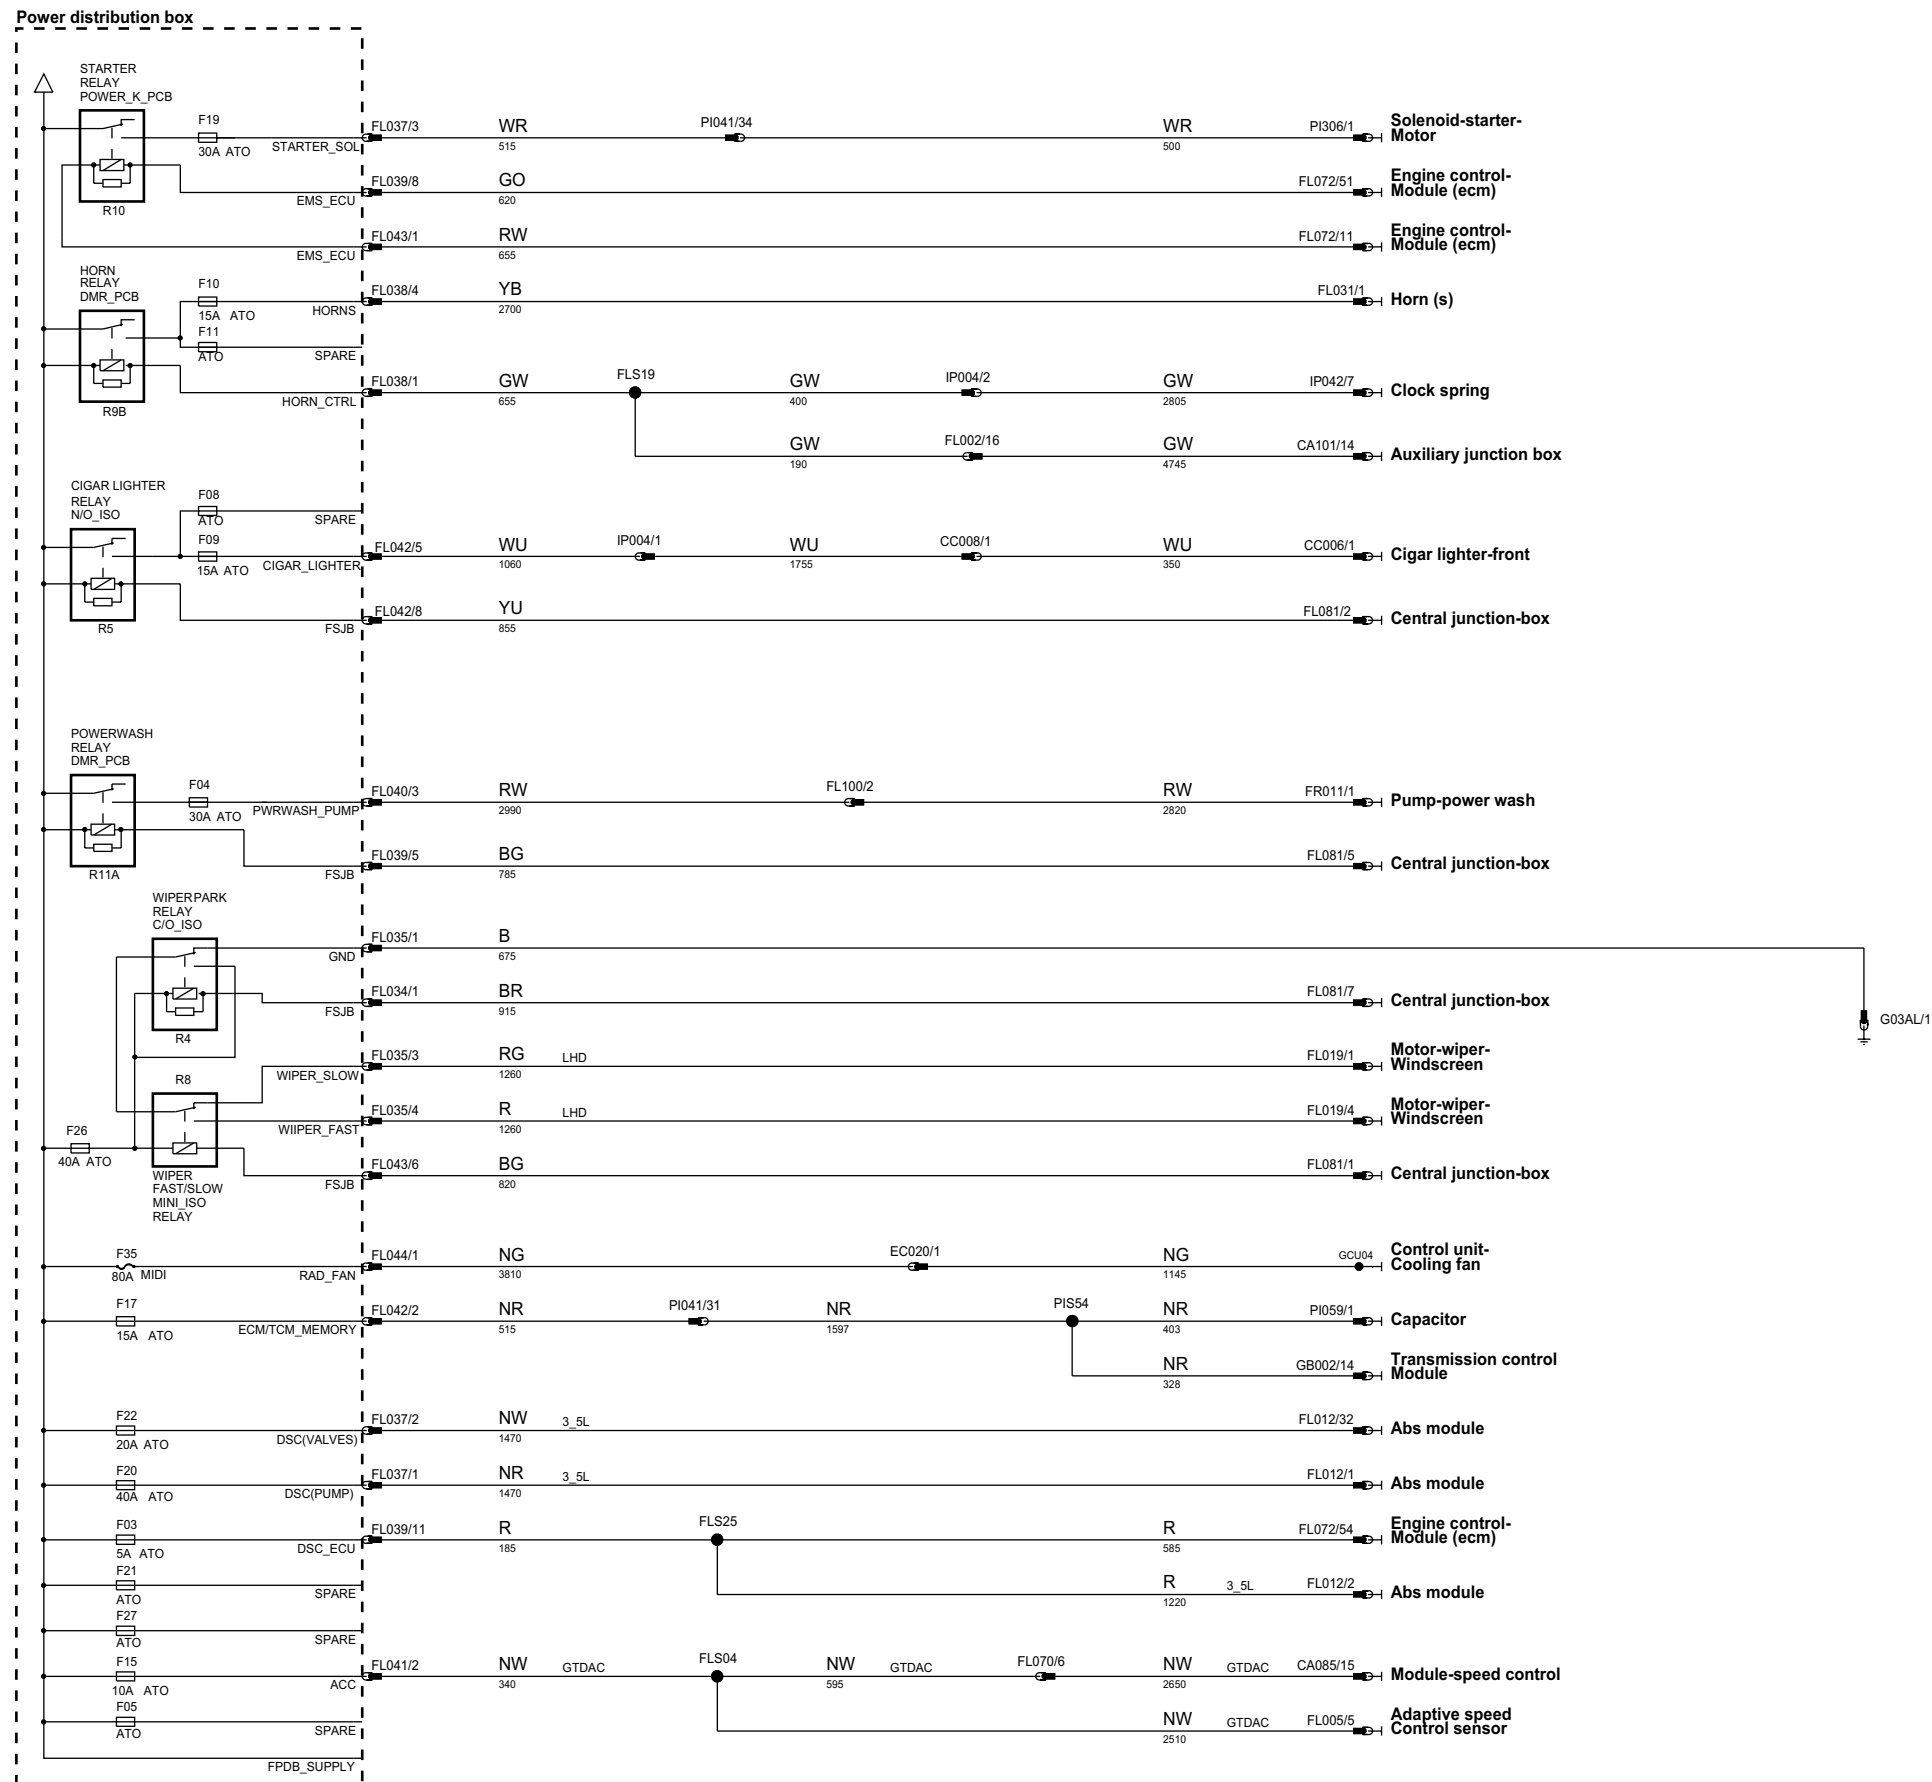 Power distribution box
STARTER
RELAY
POWER_K_PCB
F19
30A ATO
STARTER_SOL
FL037/3
WR
515
PI041/34
WR
500
PI306/1
Solenoid-starter-
Motor
R10
EMS_ECU
FL039/8
GO
620
FL072/51
Engine control-
Module (ecm)
EMS_ECU
FL043/1
RW
655
FL072/11
Engine control-
Module (ecm)
HORN
RELAY
DMR_PCB
F10
15A ATO
HORNS
FL038/4
YB
2700
FL031/1
Horn (s)
F11
ATO
SPARE
R9B
HORN_CTRL
FL038/1
GW
655
FLS19
GW
400
IP004/2
GW
2805
IP042/7
Clock spring
GW
190
FL002/16
GW
4745
CA101/14
Auxiliary junction box
CIGAR LIGHTER
RELAY
N/O_ISO
F08
ATO
SPARE
F09
15A ATO
CIGAR_LIGHTER
FL042/5
WU
1060
IP004/1
WU
1755
CC008/1
WU
350
CC006/1
Cigar lighter-front
R5
FSJB
FL042/8
YU
855
FL081/2
Central junction-box
POWERWASH
RELAY
DMR_PCB
F04
30A ATO
PWRWASH_PUMP
FL040/3
RW
2990
FL100/2
RW
2820
FR011/1
Pump-power wash
R11A
FSJB
FL039/5
BG
785
FL081/5
Central junction-box
WIPERPARK
RELAY
C/O_ISO
GND
FL035/1
B
675
G03AL/1
R4
FSJB
FL034/1
BR
915
FL081/7
Central junction-box
R8
WIPER_SLOW
FL035/3
RG
1260
LHD
FL019/1
Motor-wiper-
Windscreen
WIIPER_FAST
FL035/4
R
1260
LHD
FL019/4
Motor-wiper-
Windscreen
F26
40A ATO
WIPER
FAST/SLOW
MINI_ISO
RELAY
FSJB
FL043/6
BG
820
FL081/1
Central junction-box
F35
80A MIDI
RAD_FAN
FL044/1
NG
3810
EC020/1
NG
1145
GCU04
Control unit-
Cooling fan
F17
15A ATO
ECM/TCM_MEMORY
FL042/2
NR
515
PI041/31
NR
1597
PIS54
NR
403
PI059/1
Capacitor
NR
328
GB002/14
Transmission control
Module
F22
20A ATO
DSC(VALVES)
FL037/2
NW
1470
3_5L
FL012/32
Abs module
F20
40A ATO
DSC(PUMP)
FL037/1
NR
1470
3_5L
FL012/1
Abs module
F03
5A ATO
DSC_ECU
FL039/11
R
185
FLS25
R
585
FL072/54
Engine control-
Module (ecm)
F21
ATO
SPARE
R
1220
3_5L
FL012/2
Abs module
F27
ATO
SPARE
F15
10A ATO
ACC
FL041/2
NW
340
GTDAC
FLS04
NW
595
GTDAC
FL070/6
NW
2650
GTDAC
CA085/15
Module-speed control
F05
ATO
SPARE
NW
2510
GTDAC
FL005/5
Adaptive speed
Control sensor
FPDB_SUPPLY